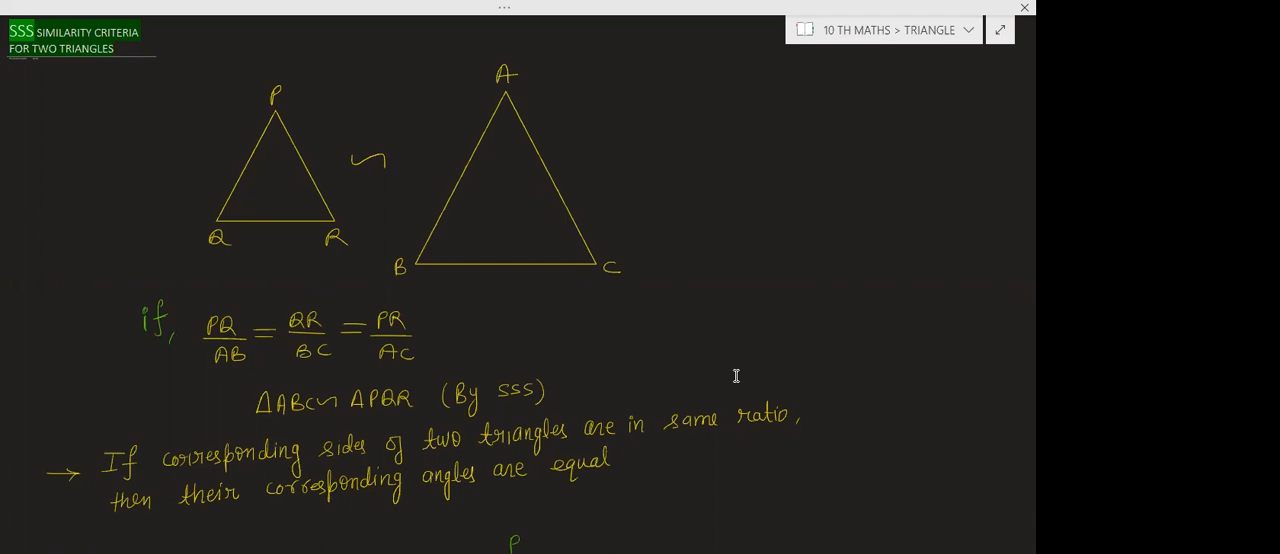 SSS SIMILARITY CRITERIA
FOR TWO TRIANGLES
10 TH MATHS > TRIANGLE
P
A
Q
R
B
C
if, PQ/AB = QR/BC = PR/AC
ΔABC ∽ ΔPQR (By SSS)
→ If corresponding sides of two triangles are in same ratio,
then their corresponding angles are equal
P